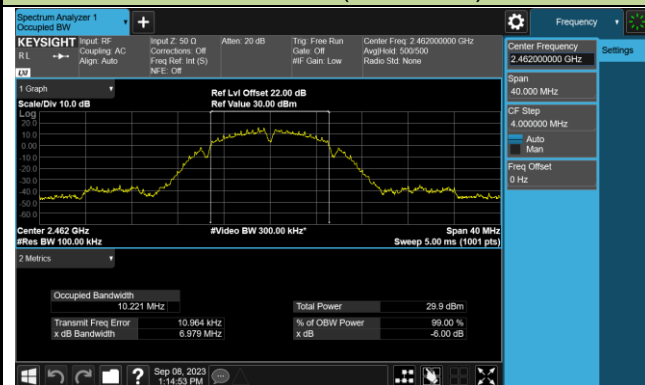 Spectrum Analyzer 1
Occupied BW
Frequency
KEYSIGHT
RL
LXI
Input: RF
Coupling: AC
Align: Auto
Input Z: 50 Ω
Corrections: Off
Freq Ref: Int (S)
NFE: Off
Atten: 20 dB
Trig: Free Run
Gate: Off
#IF Gain: Low
Center Freq: 2.462000000 GHz
Avg|Hold: 500/500
Radio Std: None
Center Frequency
2.462000000 GHz
Settings
Span
40.000 MHz
CF Step
4.000000 MHz
Auto
Man
Freq Offset
0 Hz
1 Graph
Scale/Div 10.0 dB
Ref Lvl Offset 22.00 dB
Ref Value 30.00 dBm
Log
20.0
10.0
0.00
-10.0
-20.0
-30.0
-40.0
-50.0
-60.0
Center 2.462 GHz
#Res BW 100.00 kHz
#Video BW 300.00 kHz*
Span 40 MHz
Sweep 5.00 ms (1001 pts)
2 Metrics
Occupied Bandwidth
10.221 MHz
Total Power 29.9 dBm
Transmit Freq Error 10.964 kHz
% of OBW Power 99.00 %
x dB Bandwidth 6.979 MHz
x dB -6.00 dB
?
Sep 08, 2023
1:14:53 PM